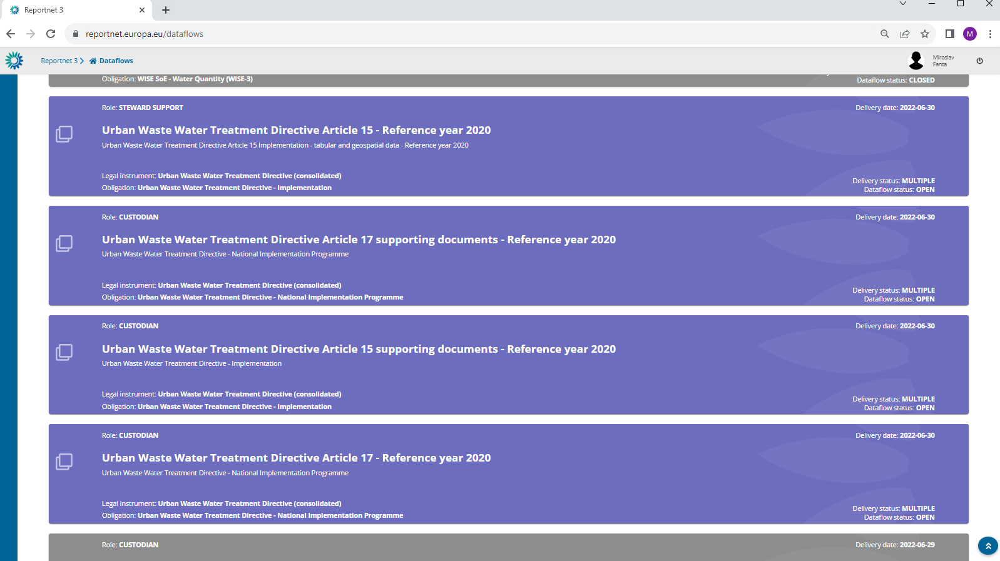 Reportnet 3
reportnet.europa.eu/dataflows
M
Reportnet 3
Dataflows
Miroslav
Fanta
Obligation: WISE SoE - Water Quantity (WISE-3)
Dataflow status: CLOSED
Role: STEWARD SUPPORT
Delivery date: 2022-06-30
Urban Waste Water Treatment Directive Article 15 - Reference year 2020
Urban Waste Water Treatment Directive Article 15 Implementation - tabular and geospatial data - Reference year 2020
Legal instrument: Urban Waste Water Treatment Directive (consolidated)
Delivery status: MULTIPLE
Obligation: Urban Waste Water Treatment Directive - Implementation
Dataflow status: OPEN
Role: CUSTODIAN
Delivery date: 2022-06-30
Urban Waste Water Treatment Directive Article 17 supporting documents - Reference year 2020
Urban Waste Water Treatment Directive - National Implementation Programme
Legal instrument: Urban Waste Water Treatment Directive (consolidated)
Delivery status: MULTIPLE
Obligation: Urban Waste Water Treatment Directive - National Implementation Programme
Dataflow status: OPEN
Role: CUSTODIAN
Delivery date: 2022-06-30
Urban Waste Water Treatment Directive Article 15 supporting documents - Reference year 2020
Urban Waste Water Treatment Directive - Implementation
Legal instrument: Urban Waste Water Treatment Directive (consolidated)
Delivery status: MULTIPLE
Obligation: Urban Waste Water Treatment Directive - Implementation
Dataflow status: OPEN
Role: CUSTODIAN
Delivery date: 2022-06-30
Urban Waste Water Treatment Directive Article 17 - Reference year 2020
Urban Waste Water Treatment Directive - National Implementation Programme
Legal instrument: Urban Waste Water Treatment Directive (consolidated)
Delivery status: MULTIPLE
Obligation: Urban Waste Water Treatment Directive - National Implementation Programme
Dataflow status: OPEN
Role: CUSTODIAN
Delivery date: 2022-06-29